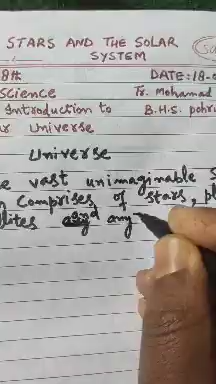 STARS AND THE SOLAR
SYSTEM
8th DATE:18-
Science Tr. Mohamad
Introduction to B.H.S.
Universe
Universe
vast unimaginable
Comprises of stars,
and any